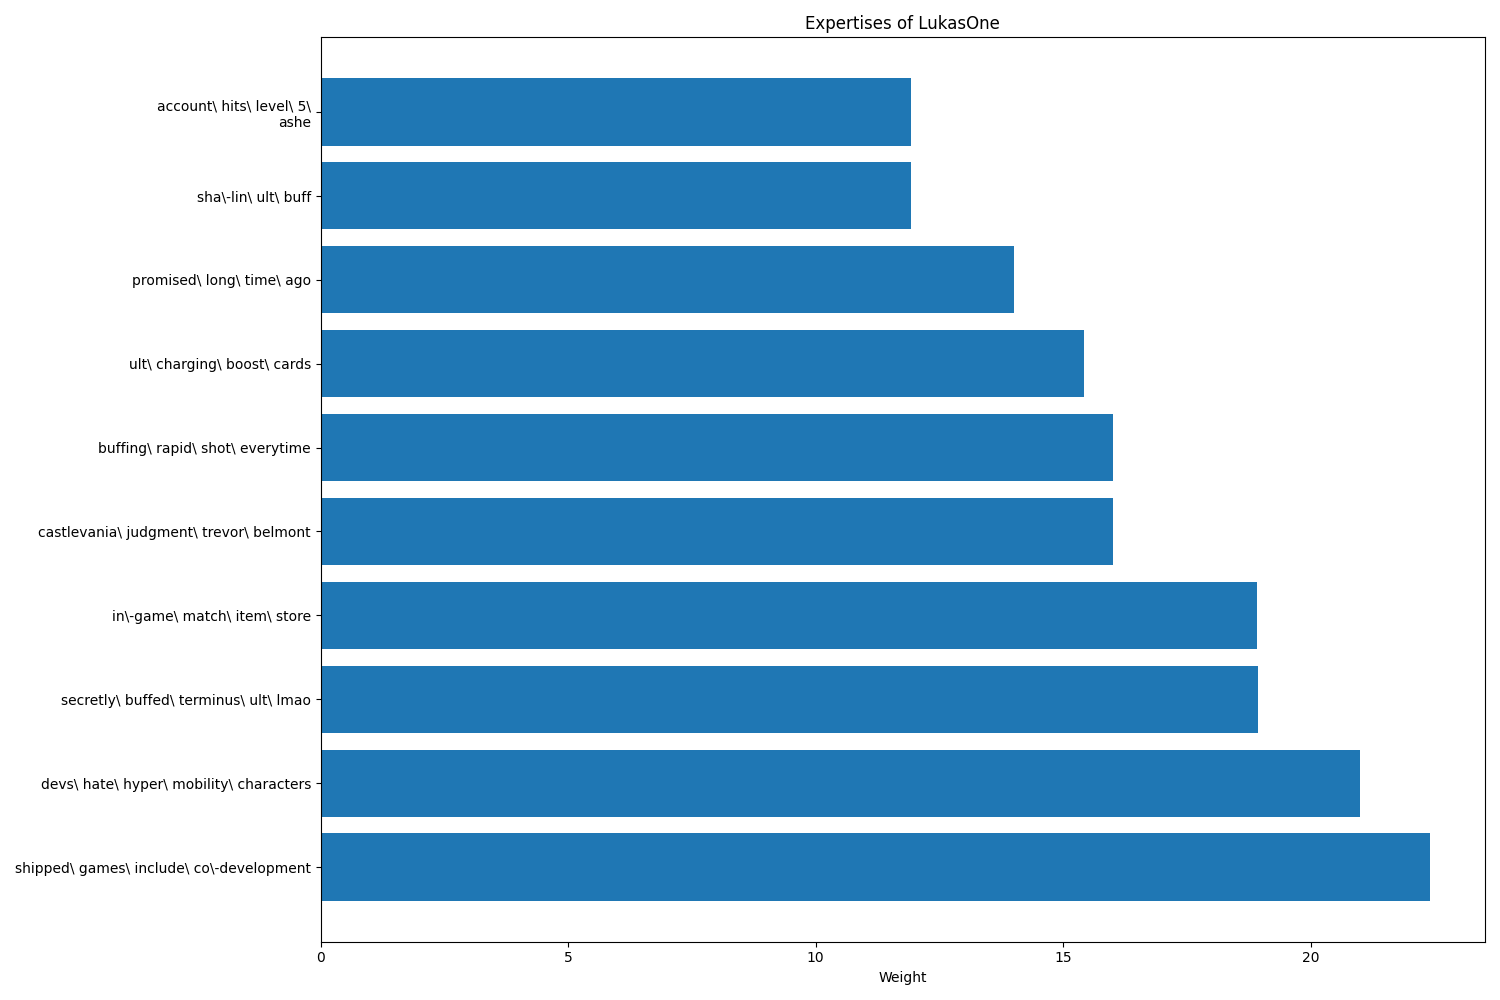 Expertises of LukasOne
account\ hits\ level\ 5\
ashe
sha\-lin\ ult\ buff
promised\ long\ time\ ago
ult\ charging\ boost\ cards
buffing\ rapid\ shot\ everytime
castlevania\ judgment\ trevor\ belmont
in\-game\ match\ item\ store
secretly\ buffed\ terminus\ ult\ lmao
devs\ hate\ hyper\ mobility\ characters
shipped\ games\ include\ co\-development
0 5 10 15 20
Weight